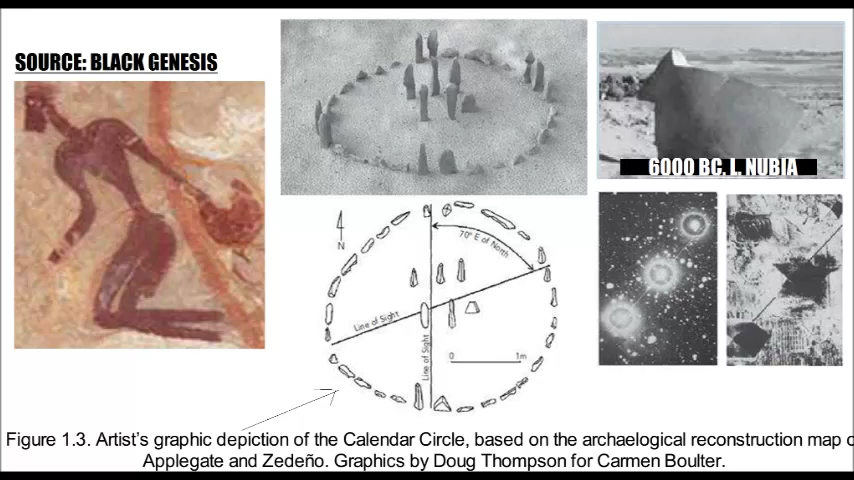 SOURCE: BLACK GENESIS
6000 BC, L. NUBIA
N
70° E of North
Line of Sight
Line of Sight
0 1m
Figure 1.3. Artist's graphic depiction of the Calendar Circle, based on the archaelogical reconstruction map
Applegate and Zedeño. Graphics by Doug Thompson for Carmen Boulter.